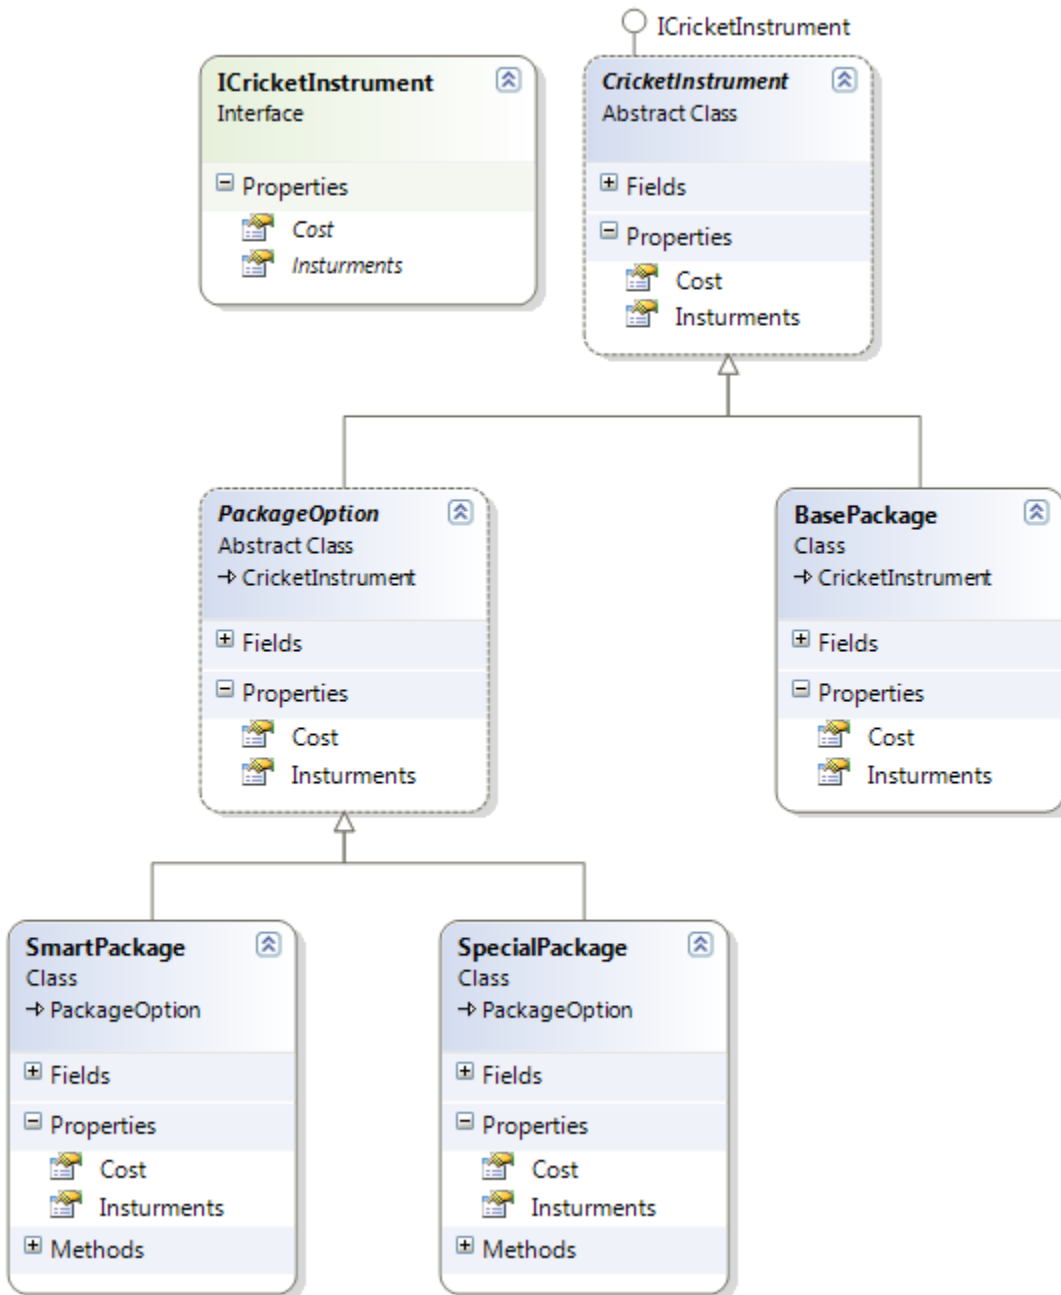 ICricketInstrument
ICricketInstrument
Interface
Properties
Cost
Insturments
CricketInstrument
Abstract Class
Fields
Properties
Cost
Insturments
PackageOption
Abstract Class
CricketInstrument
Fields
Properties
Cost
Insturments
BasePackage
Class
CricketInstrument
Fields
Properties
Cost
Insturments
SmartPackage
Class
PackageOption
Fields
Properties
Cost
Insturments
Methods
SpecialPackage
Class
PackageOption
Fields
Properties
Cost
Insturments
Methods